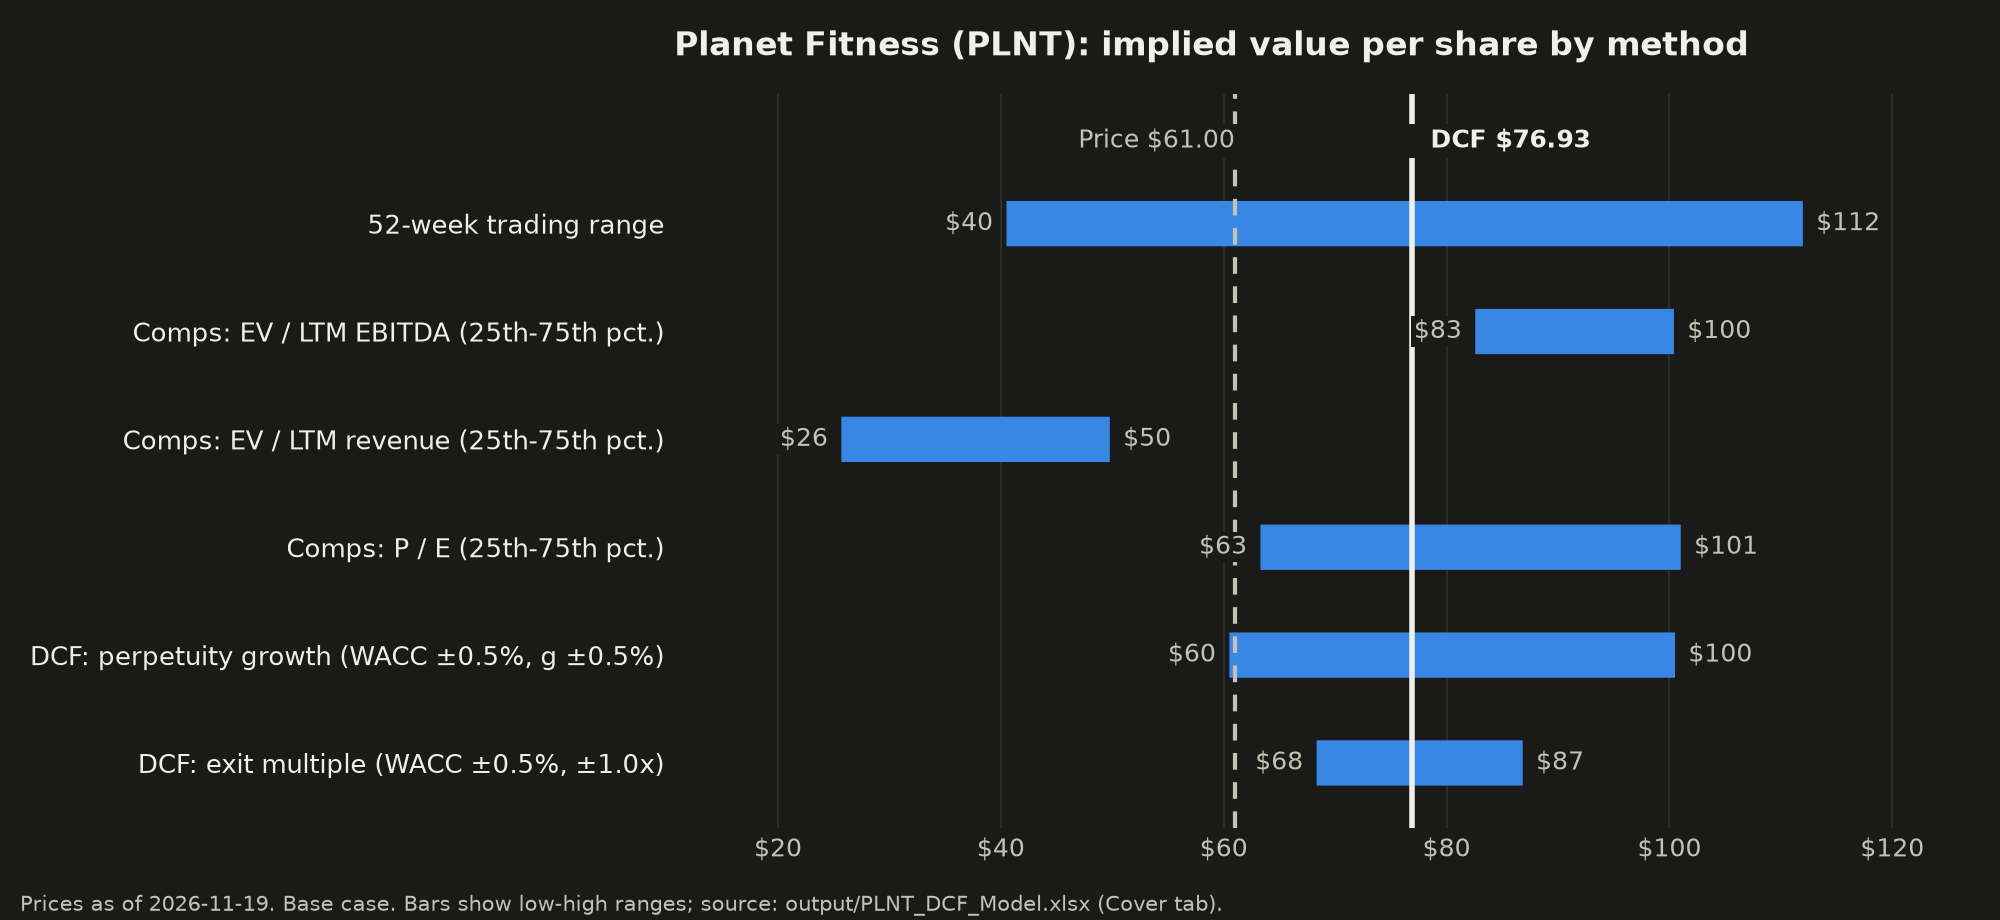 Planet Fitness (PLNT): implied value per share by method
Price $61.00
DCF $76.93
52-week trading range
$40
$112
Comps: EV / LTM EBITDA (25th-75th pct.)
$83
$100
Comps: EV / LTM revenue (25th-75th pct.)
$26
$50
Comps: P / E (25th-75th pct.)
$63
$101
DCF: perpetuity growth (WACC ±0.5%, g ±0.5%)
$60
$100
DCF: exit multiple (WACC ±0.5%, ±1.0x)
$68
$87
$20
$40
$60
$80
$100
$120
Prices as of 2026-11-19. Base case. Bars show low-high ranges; source: output/PLNT_DCF_Model.xlsx (Cover tab).